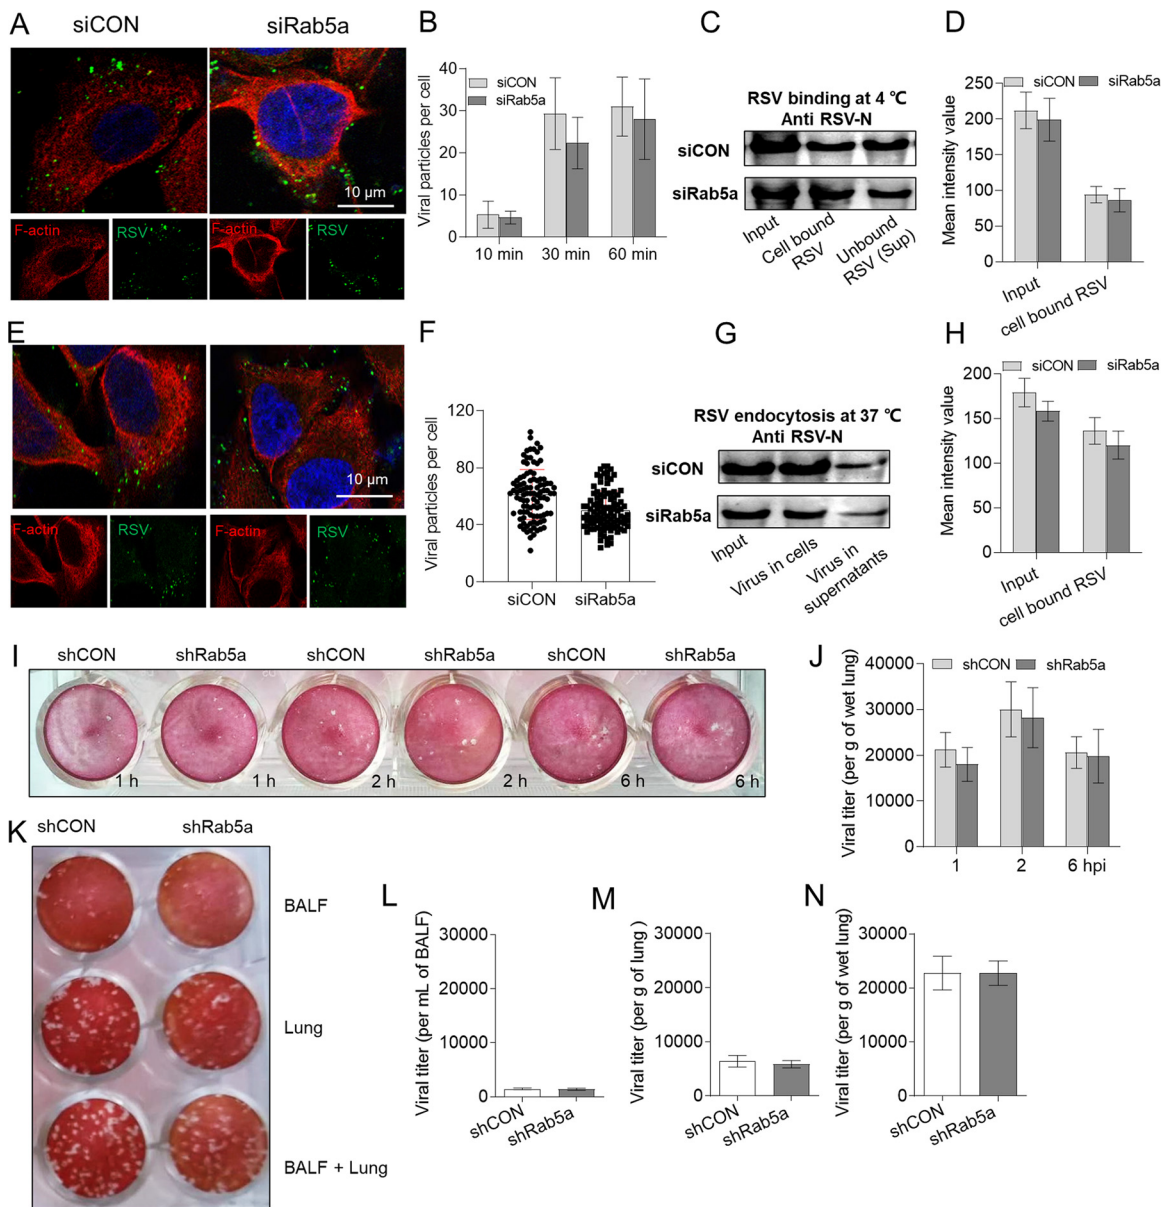 A
siCON
siRab5a
10 µm
F-actin
RSV
F-actin
RSV
B
Viral particles per cell
40
30
20
10
0
siCON
siRab5a
10 min
30 min
60 min
C
RSV binding at 4 ℃
Anti RSV-N
siCON
siRab5a
Input
Cell bound
RSV
Unbound
RSV (Sup)
D
Mean intensity value
250
200
150
100
50
0
siCON
siRab5a
Input
cell bound RSV
E
10 µm
F-actin
RSV
F-actin
RSV
F
Viral particles per cell
120
80
40
0
siCON
siRab5a
G
RSV endocytosis at 37 ℃
Anti RSV-N
siCON
siRab5a
Input
Virus in cells
Virus in
supernatants
H
Mean intensity value
200
150
100
50
0
siCON
siRab5a
Input
cell bound RSV
I
shCON
shRab5a
shCON
shRab5a
shCON
shRab5a
1 h
1 h
2 h
2 h
6 h
6 h
J
Viral titer (per g of wet lung)
40000
30000
20000
10000
0
shCON
shRab5a
1
2
6 hpi
K
shCON
shRab5a
BALF
Lung
BALF + Lung
L
Viral titer (per mL of BALF)
30000
20000
10000
0
shCON
shRab5a
M
Viral titer (per g of lung )
30000
20000
10000
0
shCON
shRab5a
N
Viral titer (per g of wet lung)
30000
20000
10000
0
shCON
shRab5a